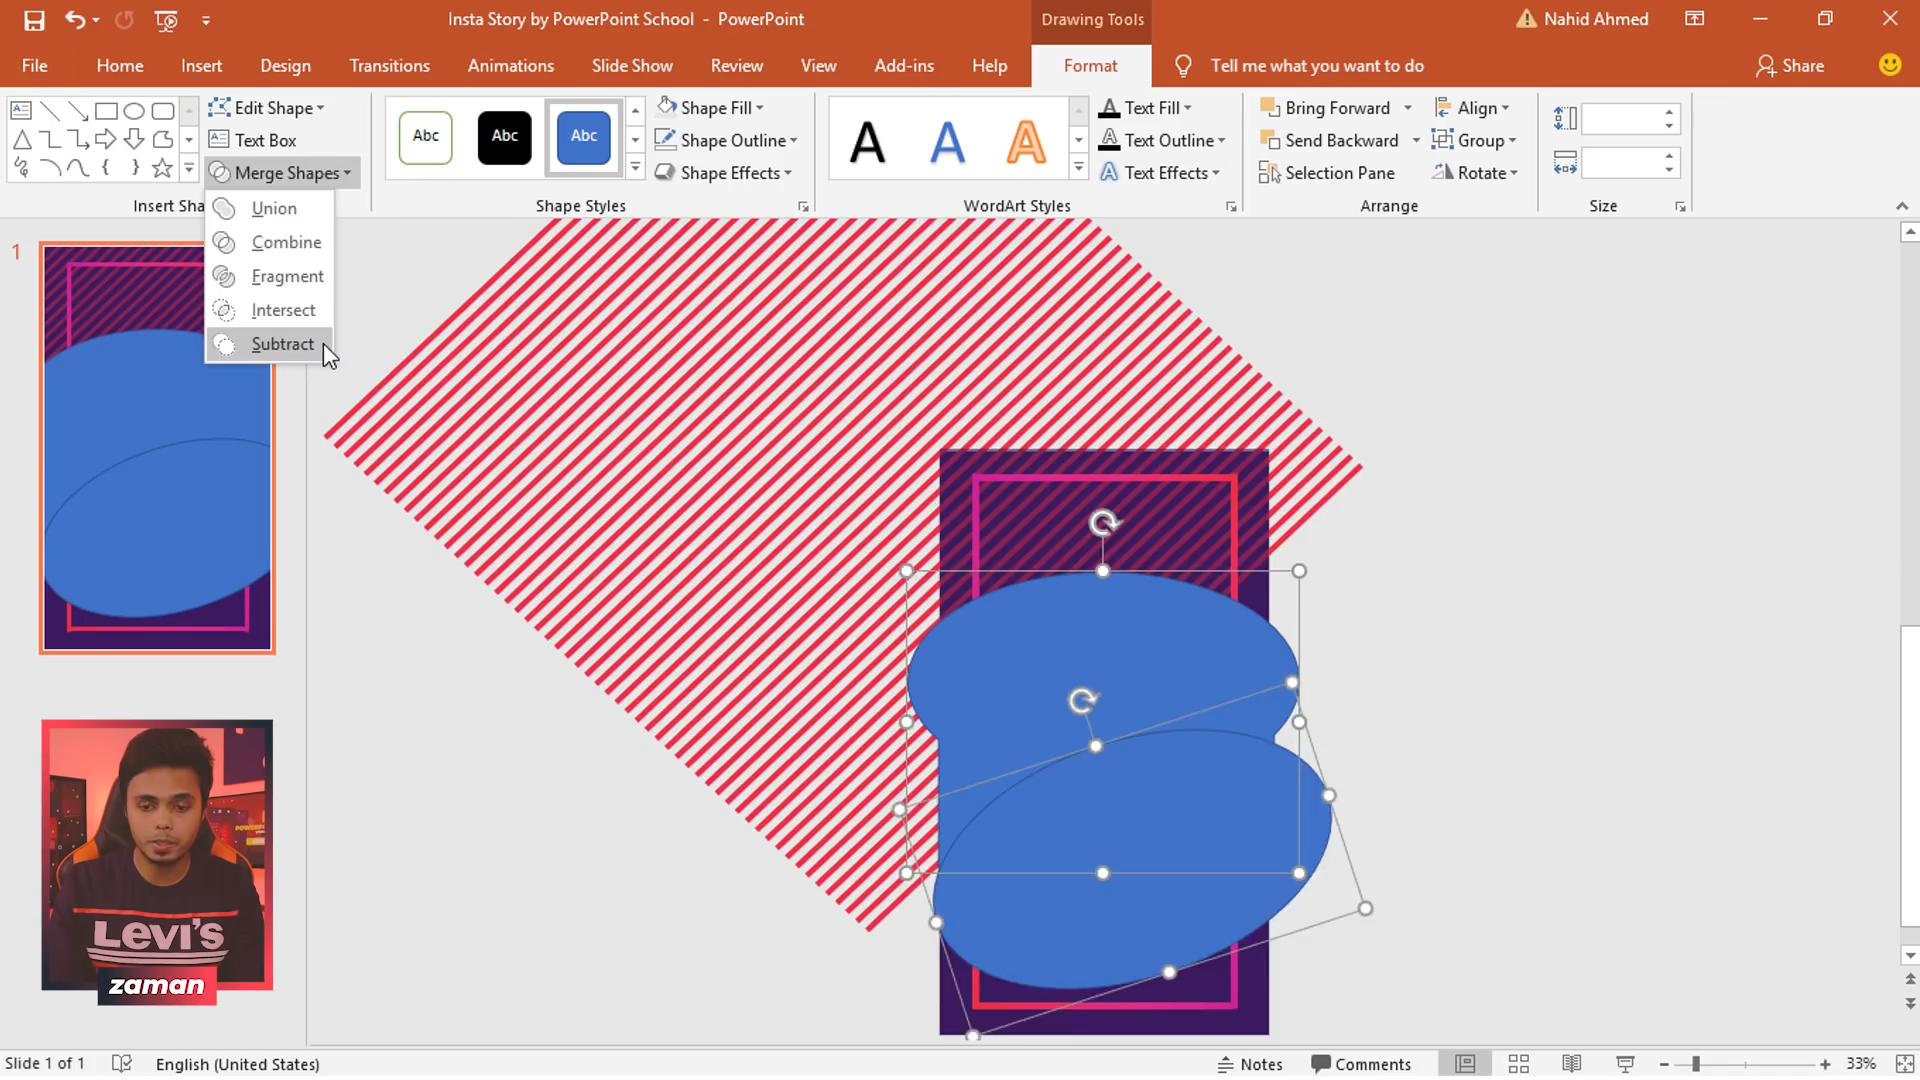 Insta Story by PowerPoint School - PowerPoint
Drawing Tools
Nahid Ahmed
File Home Insert Design Transitions Animations Slide Show Review View Add-ins Help Format Tell me what you want to do Share
Edit Shape
Text Box
Merge Shapes
Insert Sha
Union
Combine
Fragment
Intersect
Subtract
Abc Abc Abc
Shape Fill
Shape Outline
Shape Effects
Shape Styles
A A A
Text Fill
Text Outline
Text Effects
WordArt Styles
Bring Forward
Send Backward
Selection Pane
Align
Group
Rotate
Arrange
Size
1
LEVI'S
zaman
Slide 1 of 1 English (United States) Notes Comments 33%